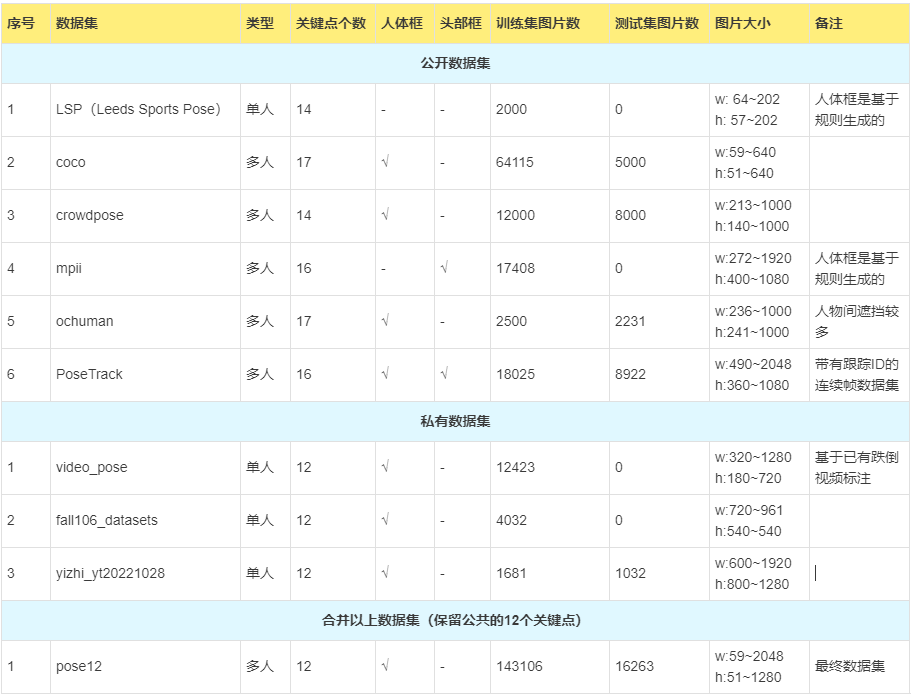 序号 数据集 类型 关键点个数 人体框 头部框 训练集图片数 测试集图片数 图片大小 备注
公开数据集
1 LSP（Leeds Sports Pose） 单人 14 - - 2000 0 w: 64~202 人体框是基于
h: 57~202 规则生成的
2 coco 多人 17 √ - 64115 5000 w:59~640
h:51~640
3 crowdpose 多人 14 √ - 12000 8000 w:213~1000
h:140~1000
4 mpii 多人 16 - √ 17408 0 w:272~1920 人体框是基于
h:400~1080 规则生成的
5 ochuman 多人 17 √ - 2500 2231 w:236~1000 人物间遮挡较
h:241~1000 多
6 PoseTrack 多人 16 √ √ 18025 8922 w:490~2048 带有跟踪ID的
h:360~1080 连续帧数据集
私有数据集
1 video_pose 单人 12 √ - 12423 0 w:320~1280 基于已有跌倒
h:180~720 视频标注
2 fall106_datasets 单人 12 √ - 4032 0 w:720~961
h:540~540
3 yizhi_yt20221028 单人 12 √ - 1681 1032 w:600~1920
h:800~1280
合并以上数据集（保留公共的12个关键点）
1 pose12 多人 12 √ - 143106 16263 w:59~2048 最终数据集
h:51~1280